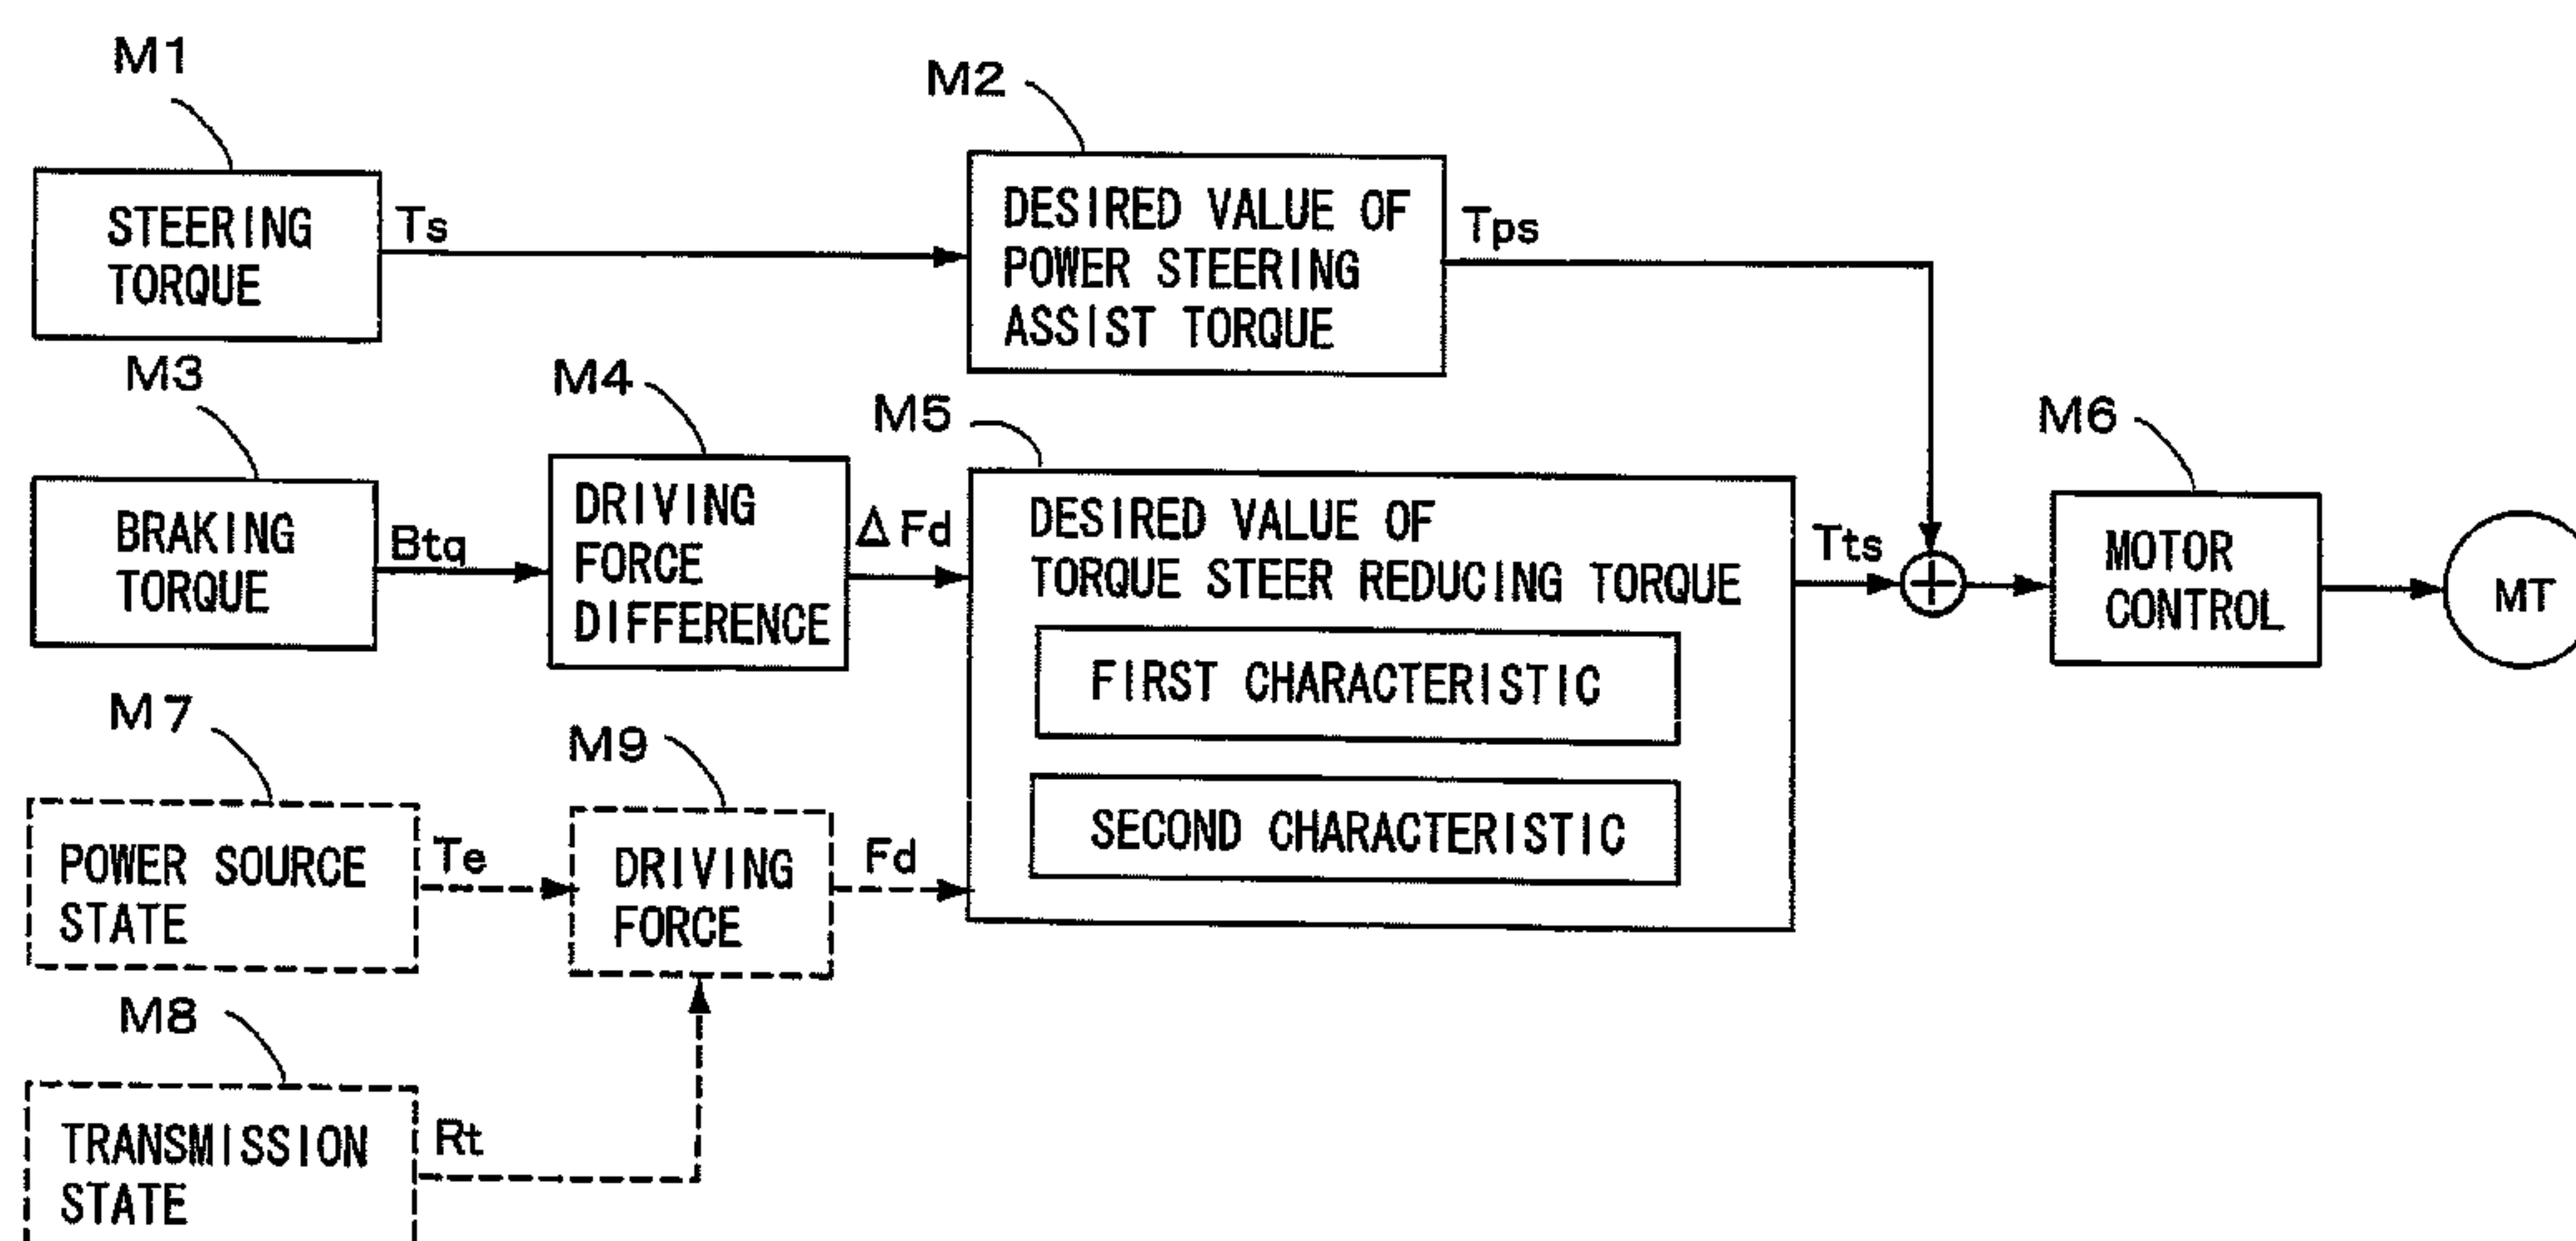 M1
STEERING
TORQUE
Ts
M2
DESIRED VALUE OF
POWER STEERING
ASSIST TORQUE
Tps
M3
BRAKING
TORQUE
Btq
M4
DRIVING
FORCE
DIFFERENCE
Δ Fd
M5
DESIRED VALUE OF
TORQUE STEER REDUCING TORQUE
FIRST CHARACTERISTIC
SECOND CHARACTERISTIC
Tts
+
M6
MOTOR
CONTROL
MT
M7
POWER SOURCE
STATE
Te
M9
DRIVING
FORCE
Fd
M8
TRANSMISSION
STATE
Rt